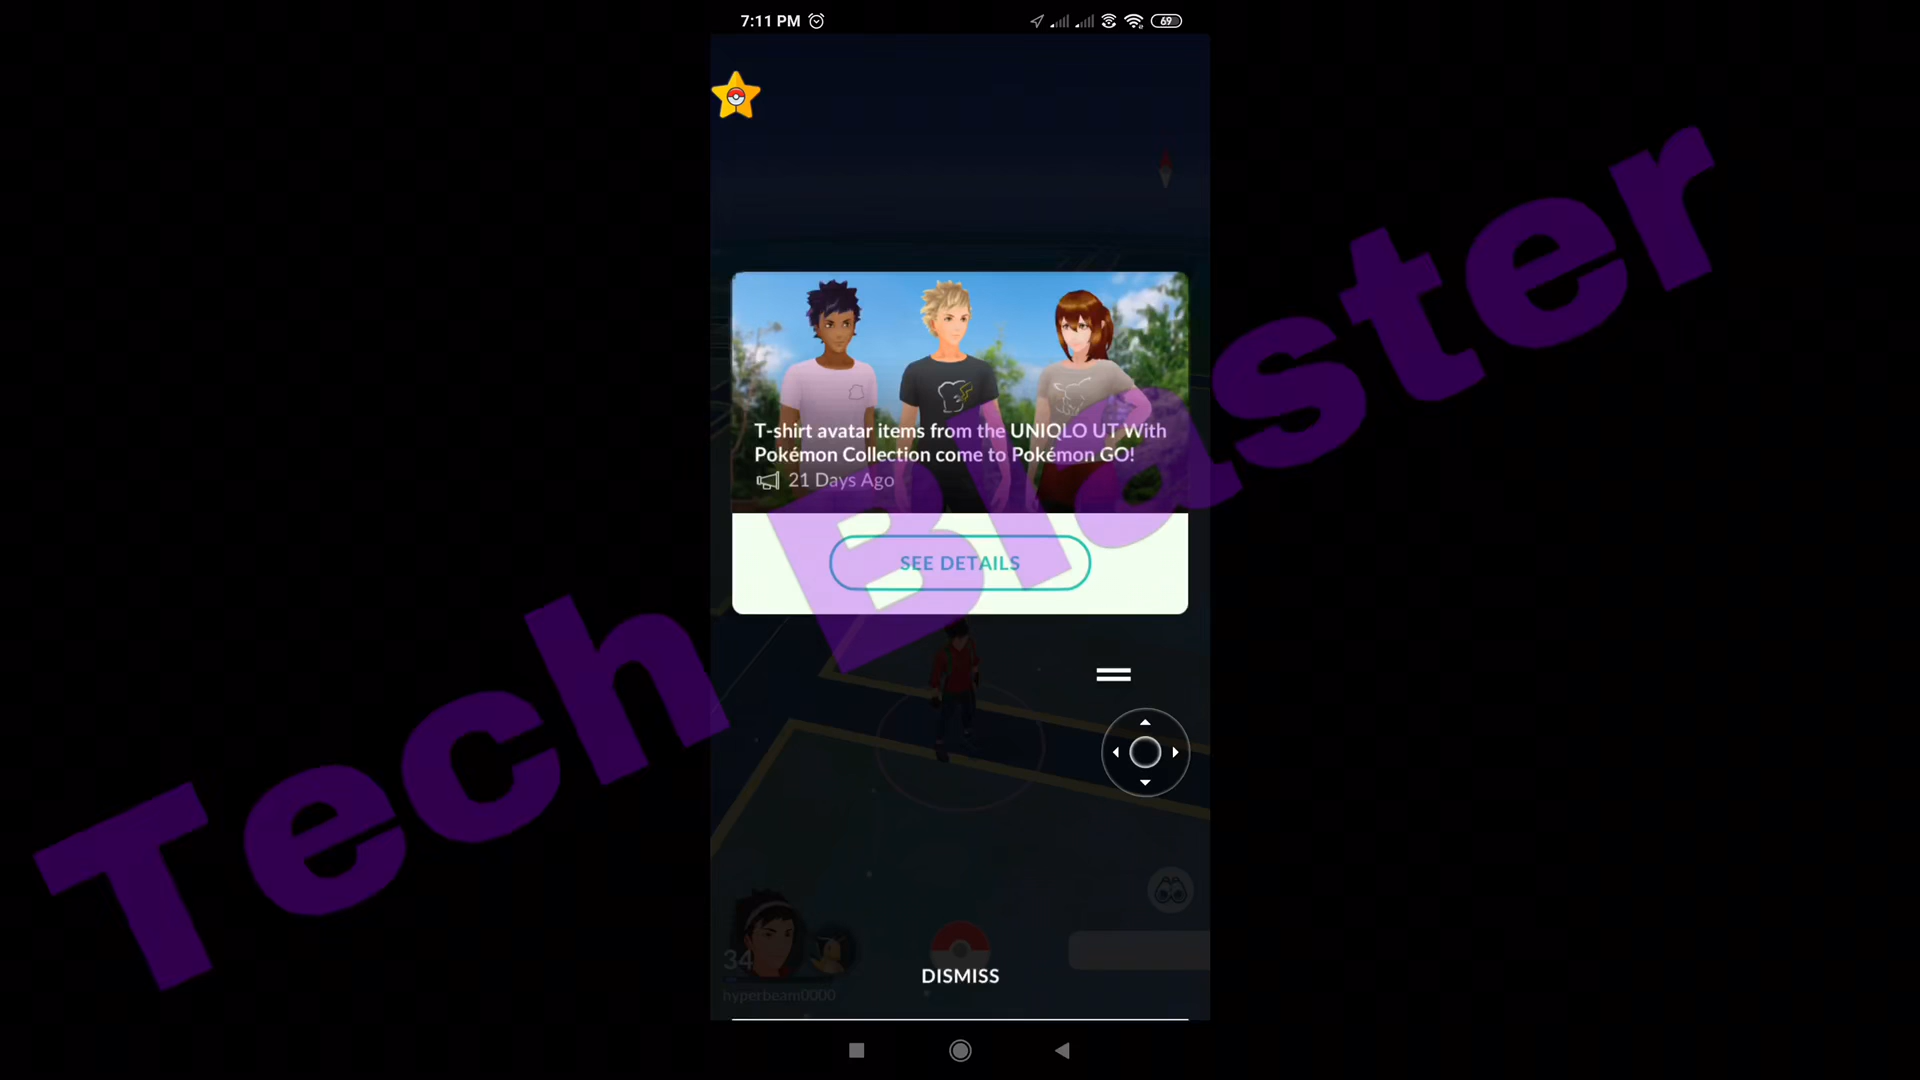 7:11 PM
69
T-shirt avatar items from the UNIQLO UT With
Pokémon Collection come to Pokémon GO!
21 Days Ago
SEE DETAILS
Tech Blaster
34
DISMISS
hyperbeam0000